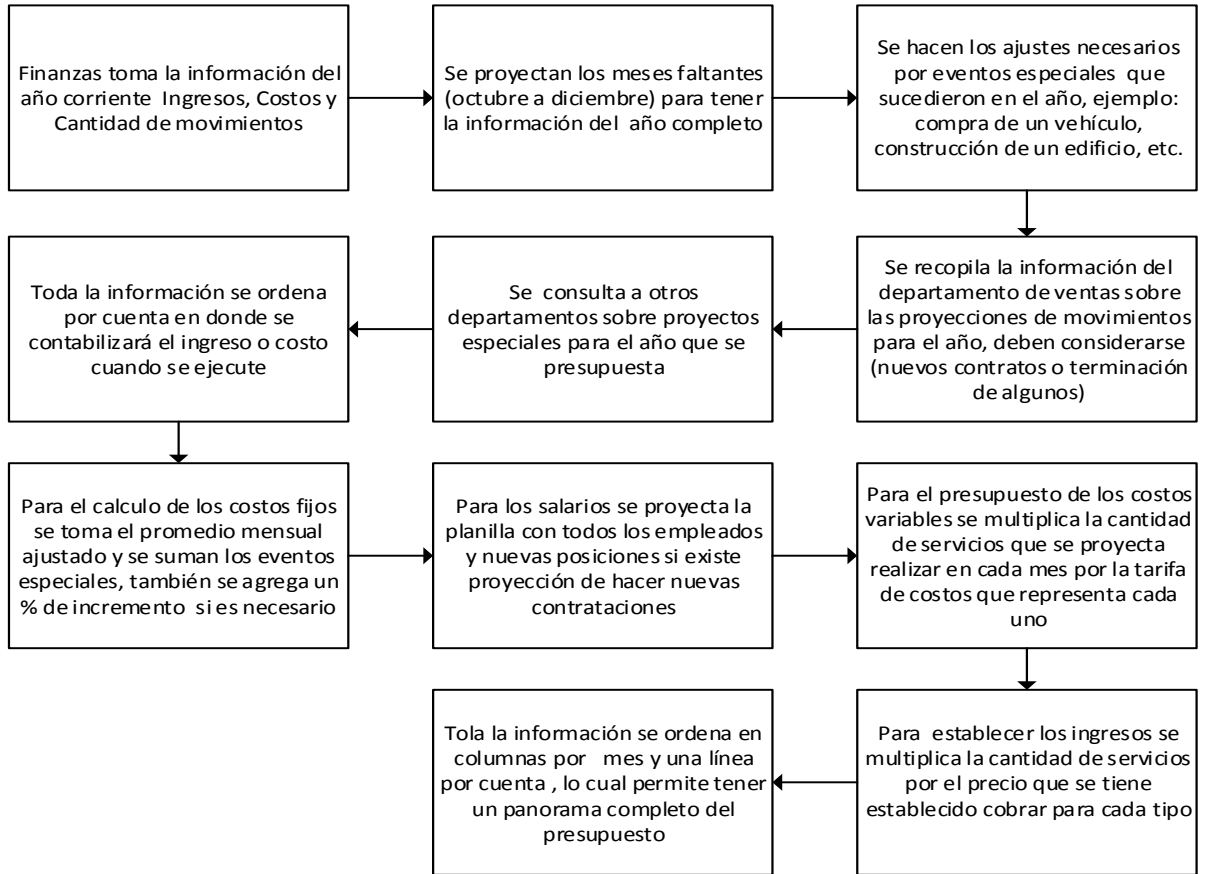 Finanzas toma la información del
año corriente Ingresos, Costos y
Cantidad de movimientos
Se proyectan los meses faltantes
(octubre a diciembre) para tener
la información del año completo
Se hacen los ajustes necesarios
por eventos especiales que
sucedieron en el año, ejemplo:
compra de un vehículo,
construcción de un edificio, etc.
Se recopila la información del
departamento de ventas sobre
las proyecciones de movimientos
para el año, deben considerarse
(nuevos contratos o terminación
de algunos)
Se consulta a otros
departamentos sobre proyectos
especiales para el año que se
presupuesta
Toda la información se ordena
por cuenta en donde se
contabilizará el ingreso o costo
cuando se ejecute
Para el calculo de los costos fijos
se toma el promedio mensual
ajustado y se suman los eventos
especiales, también se agrega un
% de incremento si es necesario
Para los salarios se proyecta la
planilla con todos los empleados
y nuevas posiciones si existe
proyección de hacer nuevas
contrataciones
Para el presupuesto de los costos
variables se multiplica la cantidad
de servicios que se proyecta
realizar en cada mes por la tarifa
de costos que representa cada
uno
Para establecer los ingresos se
multiplica la cantidad de servicios
por el precio que se tiene
establecido cobrar para cada tipo
Tola la información se ordena en
columnas por mes y una línea
por cuenta , lo cual permite tener
un panorama completo del
presupuesto